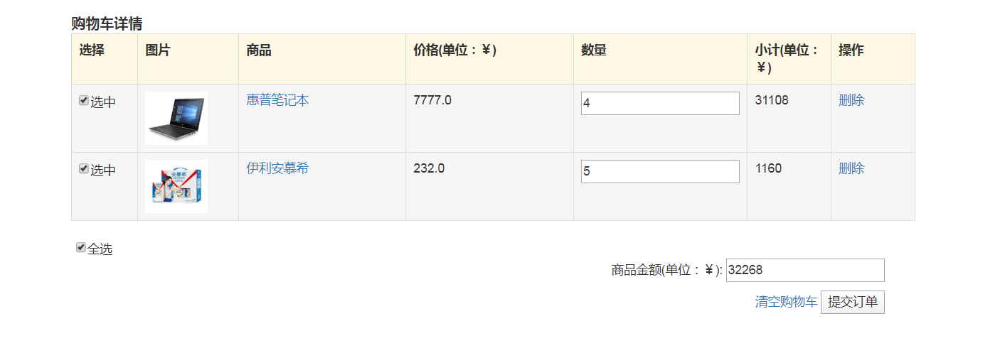 购物车详情
选择 图片 商品 价格(单位：￥) 数量 小计(单位：￥) 操作
选中 惠普笔记本 7777.0 4 31108 删除
选中 安慕希 伊利安慕希 232.0 5 1160 删除
全选
商品金额(单位：￥): 32268
清空购物车 提交订单